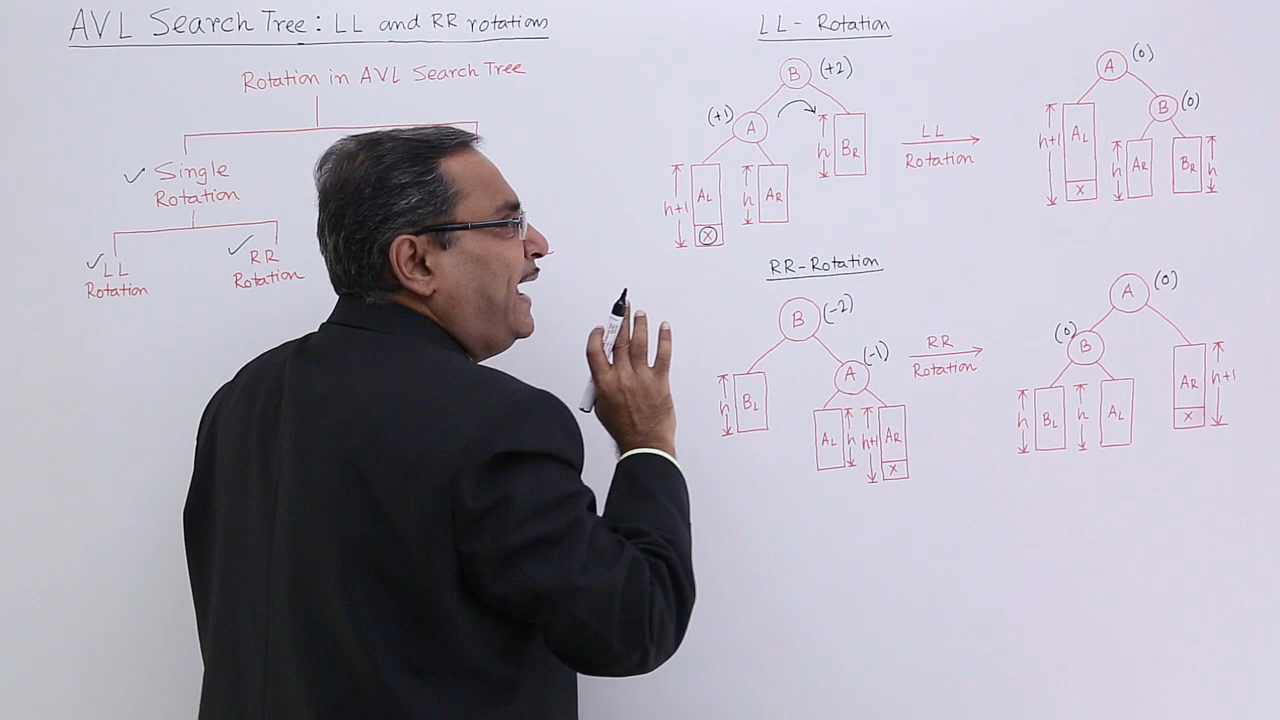 AVL Search Tree: LL and RR rotations
Rotation in AVL Search Tree
✓ Single
Rotation
✓ LL
Rotation
✓ RR
Rotation
LL- Rotation
B (+2)
(+1) A
h BR
h+1 AL
X
h AR
LL
Rotation
A (0)
B (0)
h+1 AL
X
h AR
BR h
RR-Rotation
B (-2)
A (-1)
h BL
AL h
h+1 AR
X
RR
Rotation
A (0)
(0) B
h BL
h AL
AR h+1
X